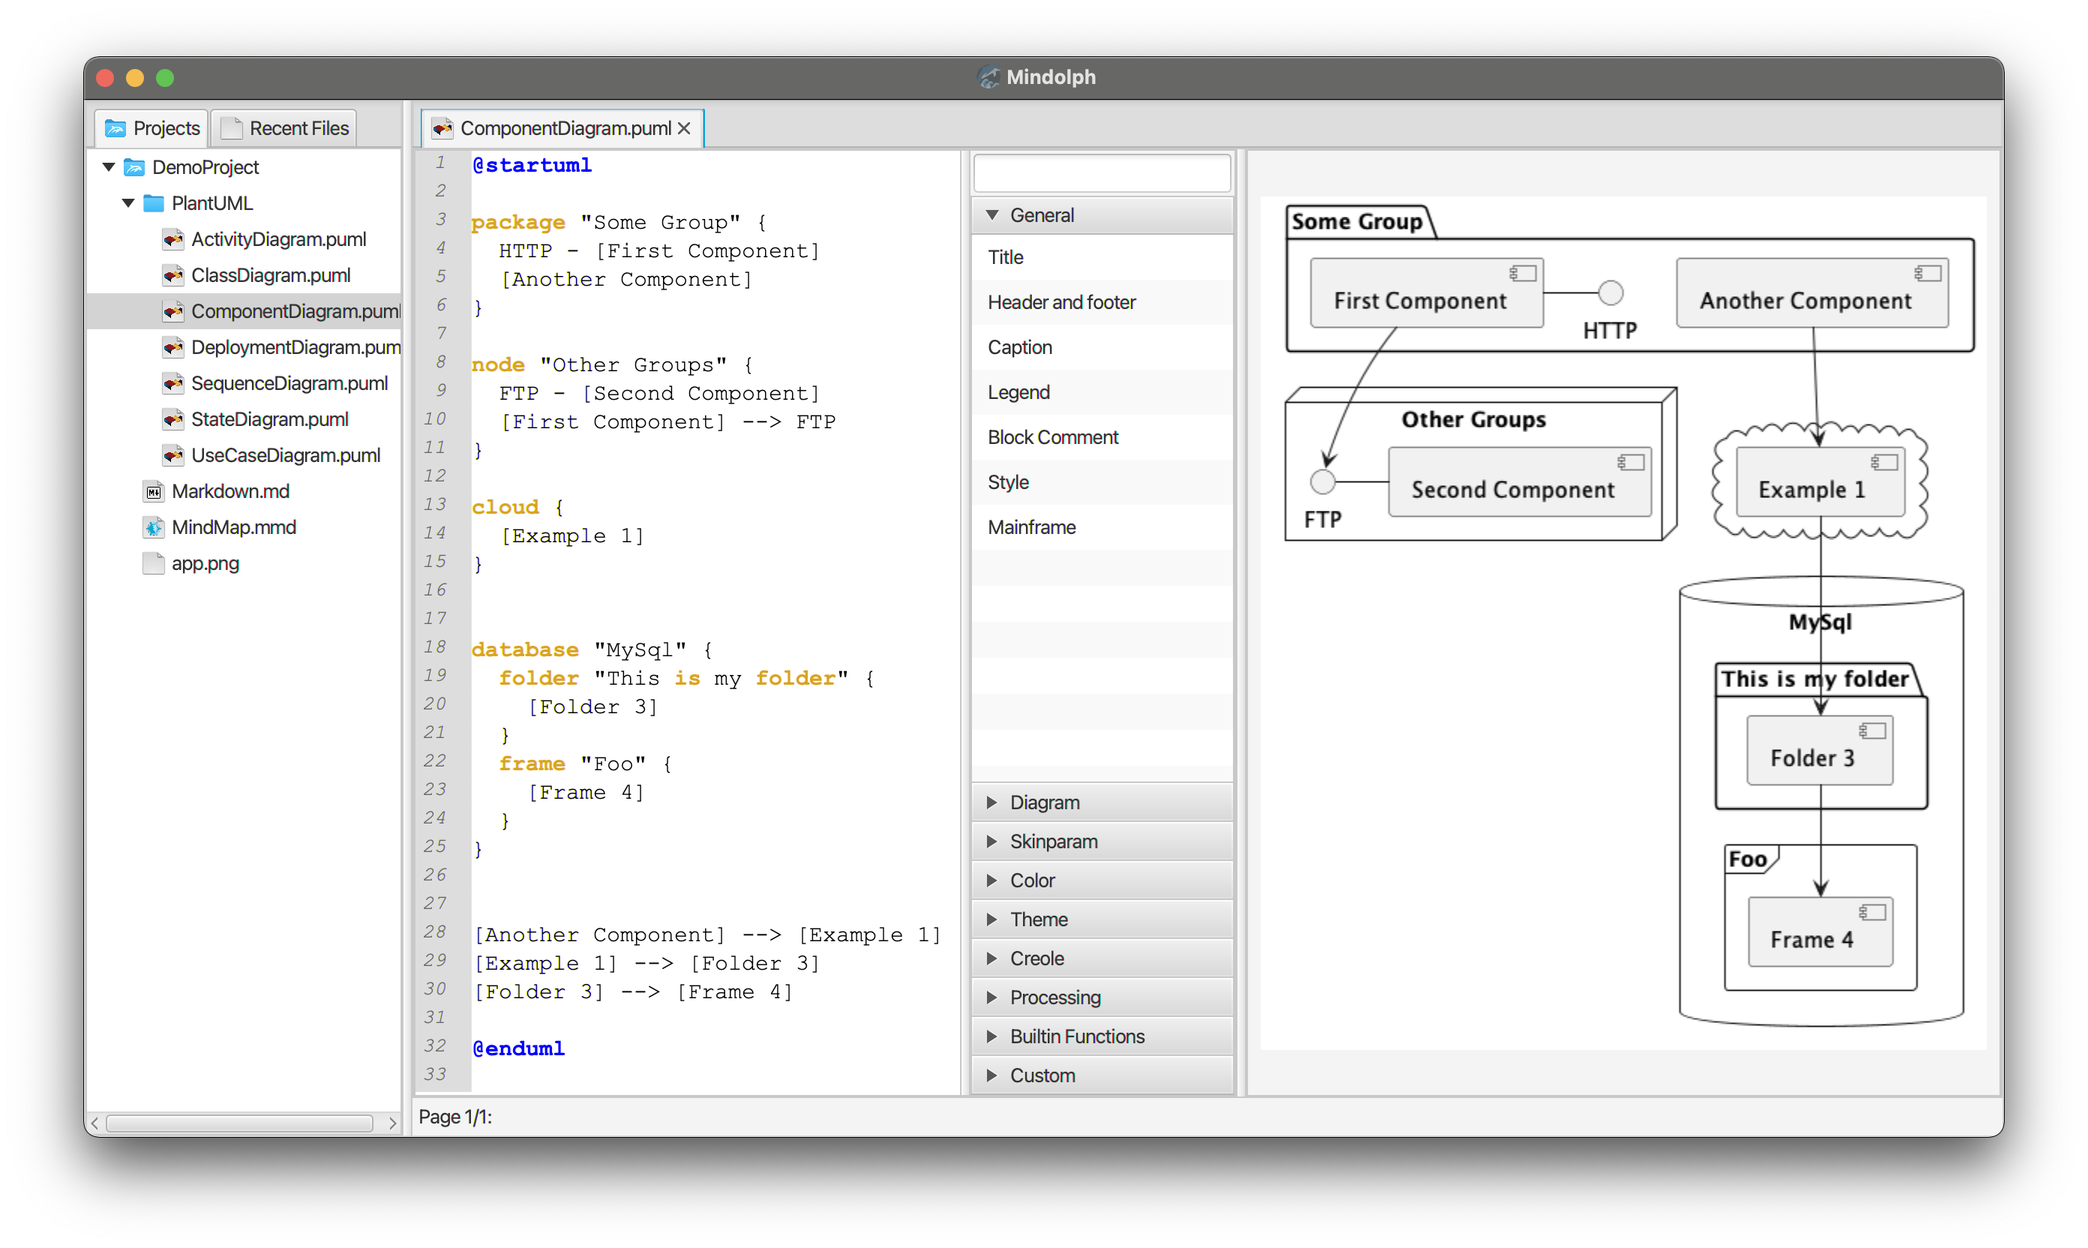 Mindolph
Projects
Recent Files
DemoProject
PlantUML
ActivityDiagram.puml
ClassDiagram.puml
ComponentDiagram.puml
DeploymentDiagram.pum
SequenceDiagram.puml
StateDiagram.puml
UseCaseDiagram.puml
Markdown.md
MindMap.mmd
app.png
ComponentDiagram.puml
1 @startuml
2
3 package "Some Group" {
4 HTTP - [First Component]
5 [Another Component]
6 }
7
8 node "Other Groups" {
9 FTP - [Second Component]
10 [First Component] --> FTP
11 }
12
13 cloud {
14 [Example 1]
15 }
16
17
18 database "MySql" {
19 folder "This is my folder" {
20 [Folder 3]
21 }
22 frame "Foo" {
23 [Frame 4]
24 }
25 }
26
27
28 [Another Component] --> [Example 1]
29 [Example 1] --> [Folder 3]
30 [Folder 3] --> [Frame 4]
31
32 @enduml
33
General
Title
Header and footer
Caption
Legend
Block Comment
Style
Mainframe
Diagram
Skinparam
Color
Theme
Creole
Processing
Builtin Functions
Custom
Some Group
First Component
HTTP
Another Component
Other Groups
FTP
Second Component
Example 1
MySql
This is my folder
Folder 3
Foo
Frame 4
Page 1/1: